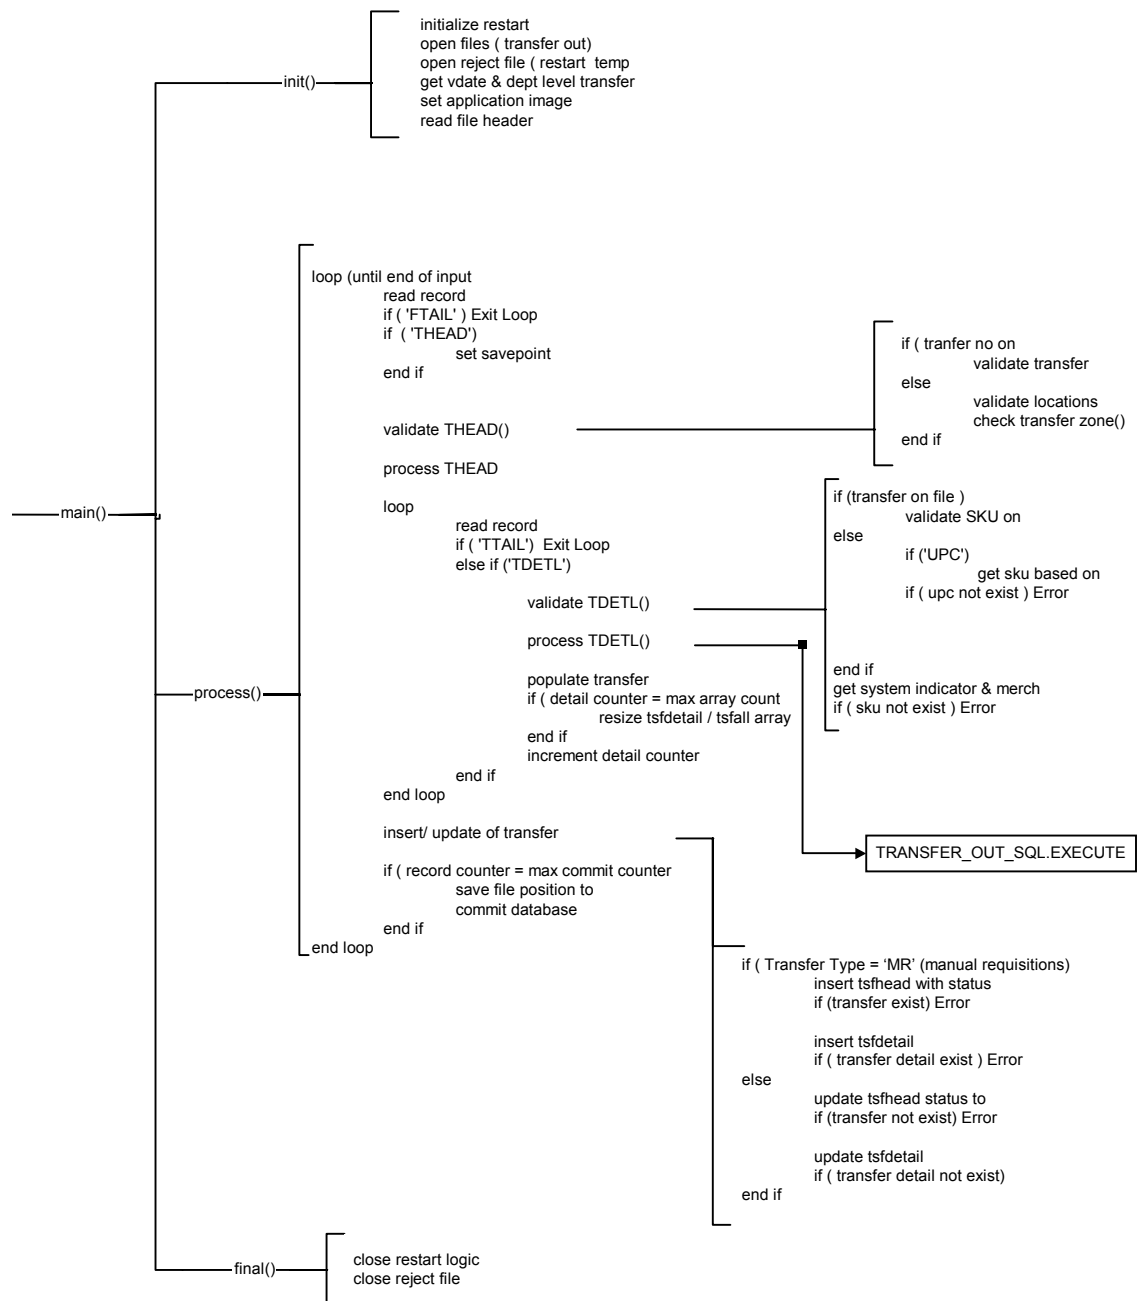 initialize restart
open files ( transfer out)
open reject file ( restart  temp
get vdate & dept level transfer
set application image
read file header
init()
loop (until end of input
read record
if ( 'FTAIL' ) Exit Loop
if  ( 'THEAD')
set savepoint
end if
validate THEAD()
process THEAD
loop
read record
if ( 'TTAIL')  Exit Loop
else if ('TDETL')
validate TDETL()
process TDETL()
populate transfer
if ( detail counter = max array count
resize tsfdetail / tsfall array
end if
increment detail counter
end if
end loop
insert/ update of transfer
if ( record counter = max commit counter
save file position to
commit database
end if
end loop
if ( tranfer no on
validate transfer
else
validate locations
check transfer zone()
end if
main()
if (transfer on file )
validate SKU on
else
if ('UPC')
get sku based on
if ( upc not exist ) Error
end if
get system indicator & merch
if ( sku not exist ) Error
process()
TRANSFER_OUT_SQL.EXECUTE
if ( Transfer Type = ‘MR’ (manual requisitions)
insert tsfhead with status
if (transfer exist) Error
insert tsfdetail
if ( transfer detail exist ) Error
else
update tsfhead status to
if (transfer not exist) Error
update tsfdetail
if ( transfer detail not exist)
end if
final()
close restart logic
close reject file